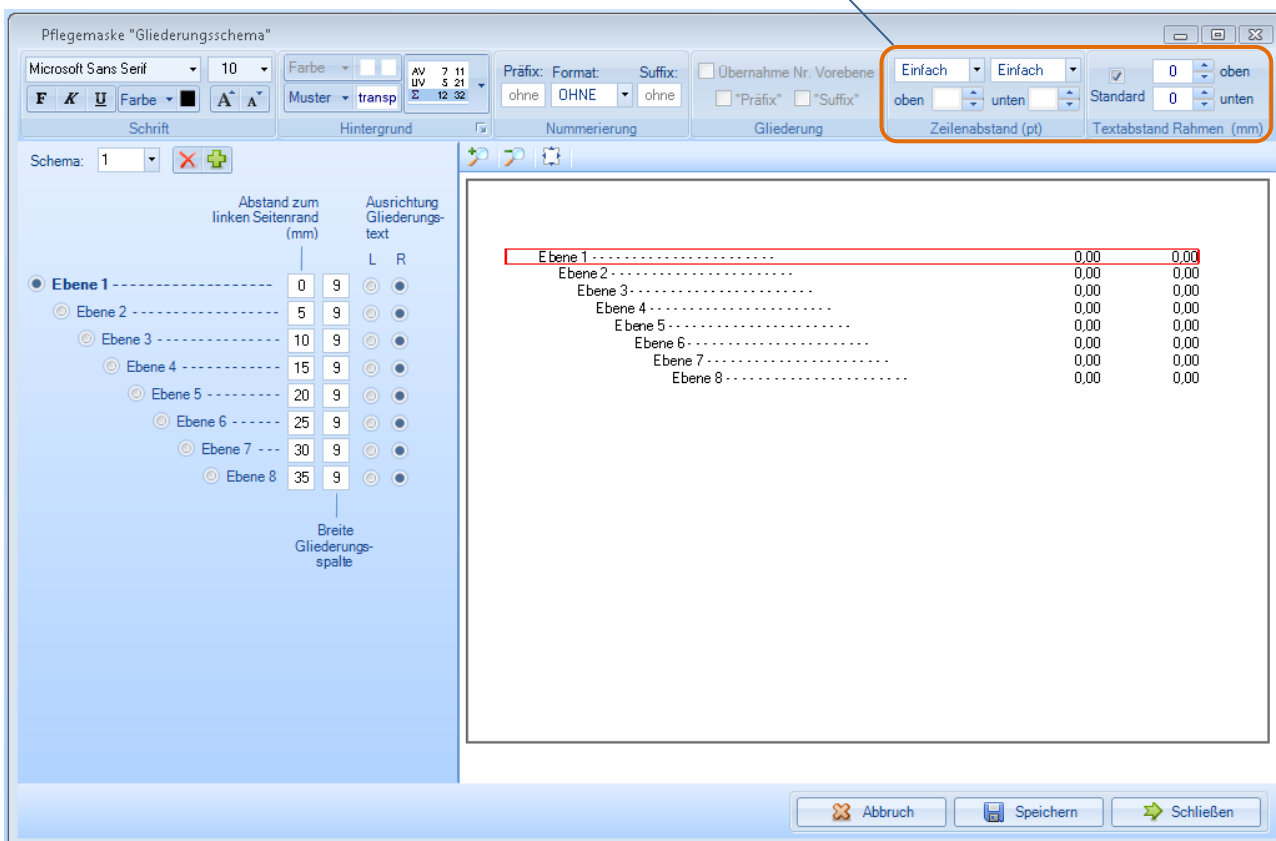 Pflegemaske "Gliederungsschema"
Microsoft Sans Serif 10
F K U Farbe A A
Schrift
Farbe
Muster transp
AV 7 11
UV 5 21
Σ 12 32
Hintergrund
Präfix: Format: Suffix:
ohne OHNE ohne
Nummerierung
Übernahme Nr. Vorebene
"Präfix" "Suffix"
Gliederung
Einfach Einfach
oben unten
Zeilenabstand (pt)
0 oben
Standard 0 unten
Textabstand Rahmen (mm)
Schema: 1
Abstand zum
linken Seitenrand
(mm)
Ausrichtung
Gliederungs-
text
L R
Ebene 1 - - - - - - - - - - - - - - - - - - - 0 9
Ebene 2 - - - - - - - - - - - - - - - - - 5 9
Ebene 3 - - - - - - - - - - - - - - 10 9
Ebene 4 - - - - - - - - - - - - 15 9
Ebene 5 - - - - - - - - - 20 9
Ebene 6 - - - - - - 25 9
Ebene 7 - - - 30 9
Ebene 8 35 9
Breite
Gliederungs-
spalte
Ebene 1 - - - - - - - - - - - - - - - - - - - - - - - 0,00 0,00
Ebene 2 - - - - - - - - - - - - - - - - - - - - - - - 0,00 0,00
Ebene 3 - - - - - - - - - - - - - - - - - - - - - - - 0,00 0,00
Ebene 4 - - - - - - - - - - - - - - - - - - - - - - - 0,00 0,00
Ebene 5 - - - - - - - - - - - - - - - - - - - - - - - 0,00 0,00
Ebene 6 - - - - - - - - - - - - - - - - - - - - - - - 0,00 0,00
Ebene 7 - - - - - - - - - - - - - - - - - - - - - - - 0,00 0,00
Ebene 8 - - - - - - - - - - - - - - - - - - - - - - - 0,00 0,00
Abbruch Speichern Schließen